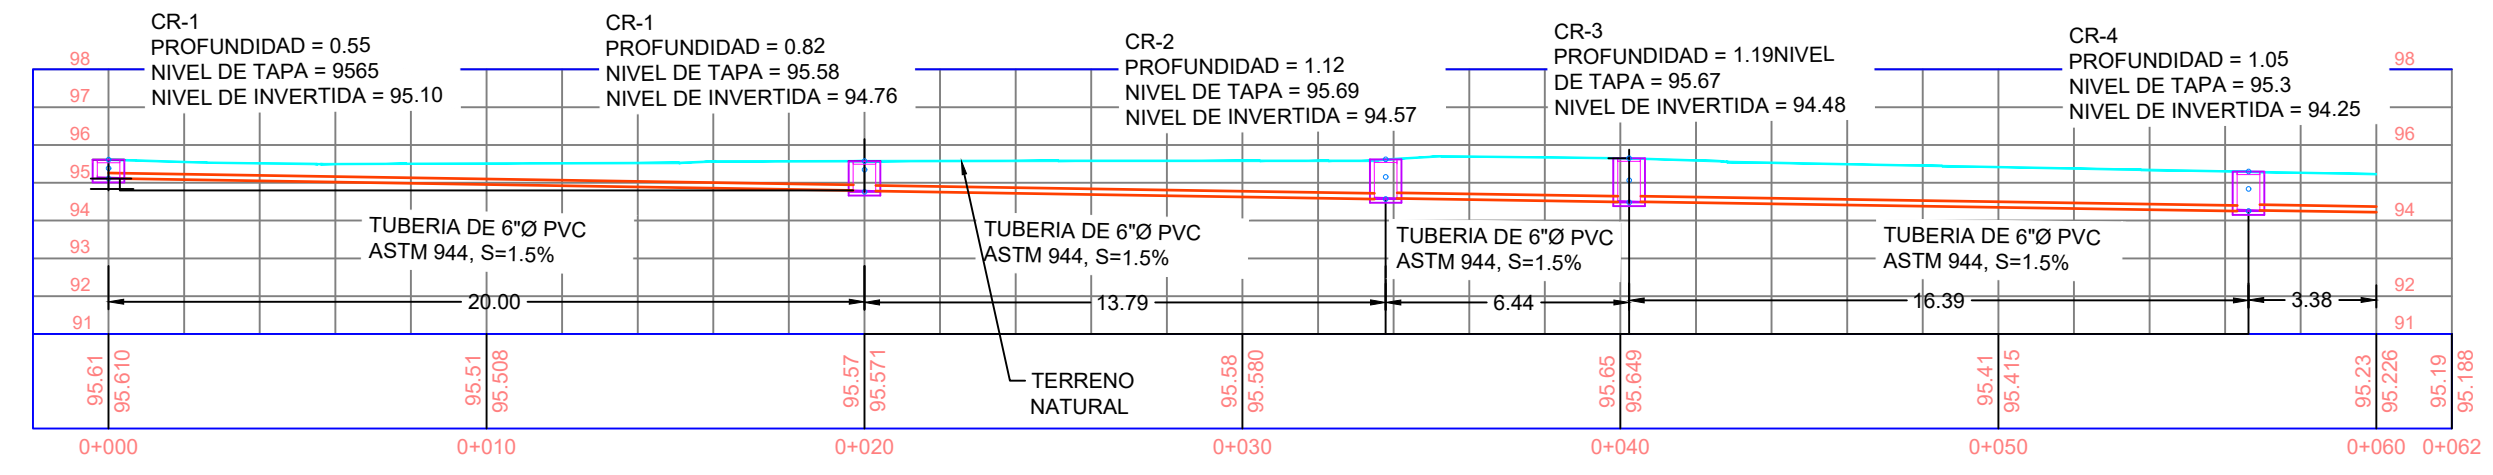 CR-1
PROFUNDIDAD = 0.55
NIVEL DE TAPA = 9565
NIVEL DE INVERTIDA = 95.10
CR-1
PROFUNDIDAD = 0.82
NIVEL DE TAPA = 95.58
NIVEL DE INVERTIDA = 94.76
CR-2
PROFUNDIDAD = 1.12
NIVEL DE TAPA = 95.69
NIVEL DE INVERTIDA = 94.57
CR-3
PROFUNDIDAD = 1.19NIVEL
DE TAPA = 95.67
NIVEL DE INVERTIDA = 94.48
CR-4
PROFUNDIDAD = 1.05
NIVEL DE TAPA = 95.3
NIVEL DE INVERTIDA = 94.25
98
97
96
95
94
93
92
91
98
96
94
92
91
TUBERIA DE 6"Ø PVC
ASTM 944, S=1.5%
TUBERIA DE 6"Ø PVC
ASTM 944, S=1.5%
TUBERIA DE 6"Ø PVC
ASTM 944, S=1.5%
TUBERIA DE 6"Ø PVC
ASTM 944, S=1.5%
20.00
13.79
6.44
16.39
3.38
TERRENO
NATURAL
95.61
95.610
95.51
95.508
95.57
95.571
95.58
95.580
95.65
95.649
95.41
95.415
95.23
95.226
95.19
95.188
0+000
0+010
0+020
0+030
0+040
0+050
0+060
0+062